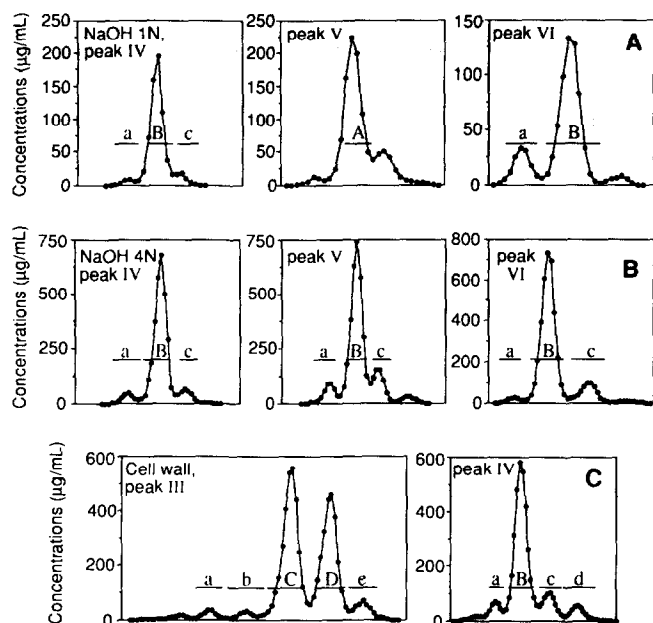 NaOH 1N,
peak IV
peak V
peak VI
A
Concentrations (µg/mL)
250
200
150
100
50
0
a
B
c
250
200
150
100
50
0
A
150
100
50
0
a
B
NaOH 4N,
peak IV
peak V
peak
VI
B
Concentrations (µg/mL)
750
500
250
0
a
B
c
750
500
250
0
a
B
c
800
600
400
200
0
a
B
c
Cell wall,
peak III
peak IV
C
Concentrations (µg/mL)
600
400
200
0
a
b
C
D
e
600
400
200
0
a
B
c
d